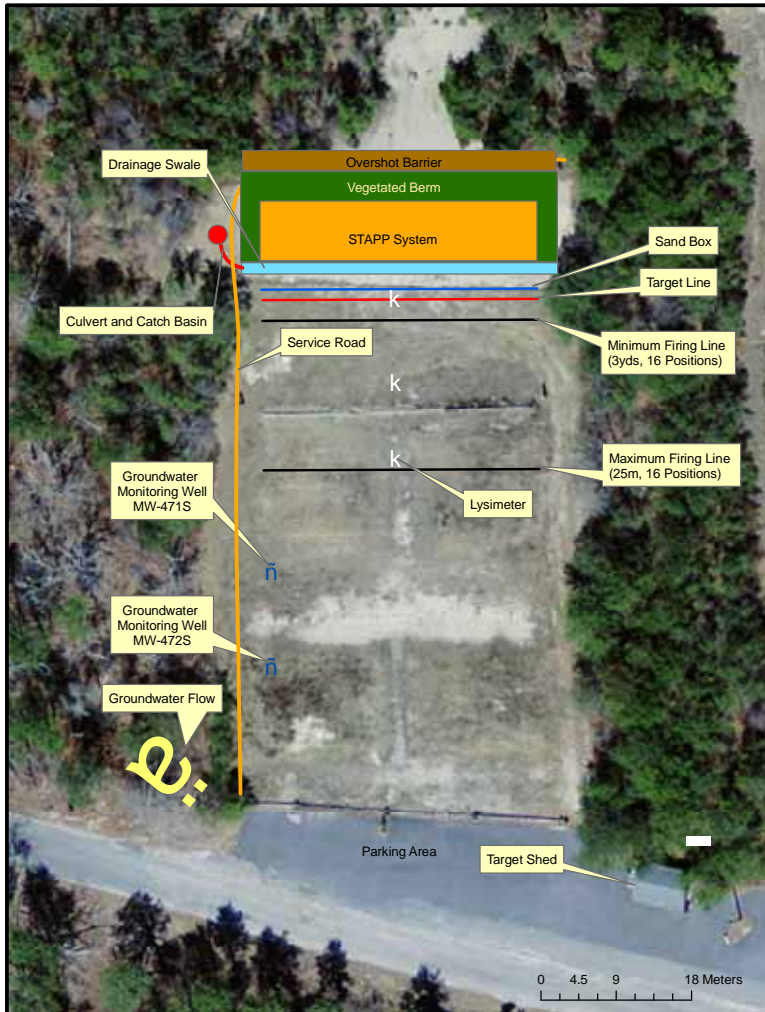 Overshot Barrier
Drainage Swale
Vegetated Berm
STAPP System
Sand Box
Target Line
k
Culvert and Catch Basin
Service Road
Minimum Firing Line
(3yds, 16 Positions)
k
k
Maximum Firing Line
(25m, 16 Positions)
Groundwater
Monitoring Well
MW-471S
Lysimeter
ñ
Groundwater
Monitoring Well
MW-472S
ñ
Groundwater Flow
ä
Parking Area
Target Shed
0 4.5 9 18 Meters